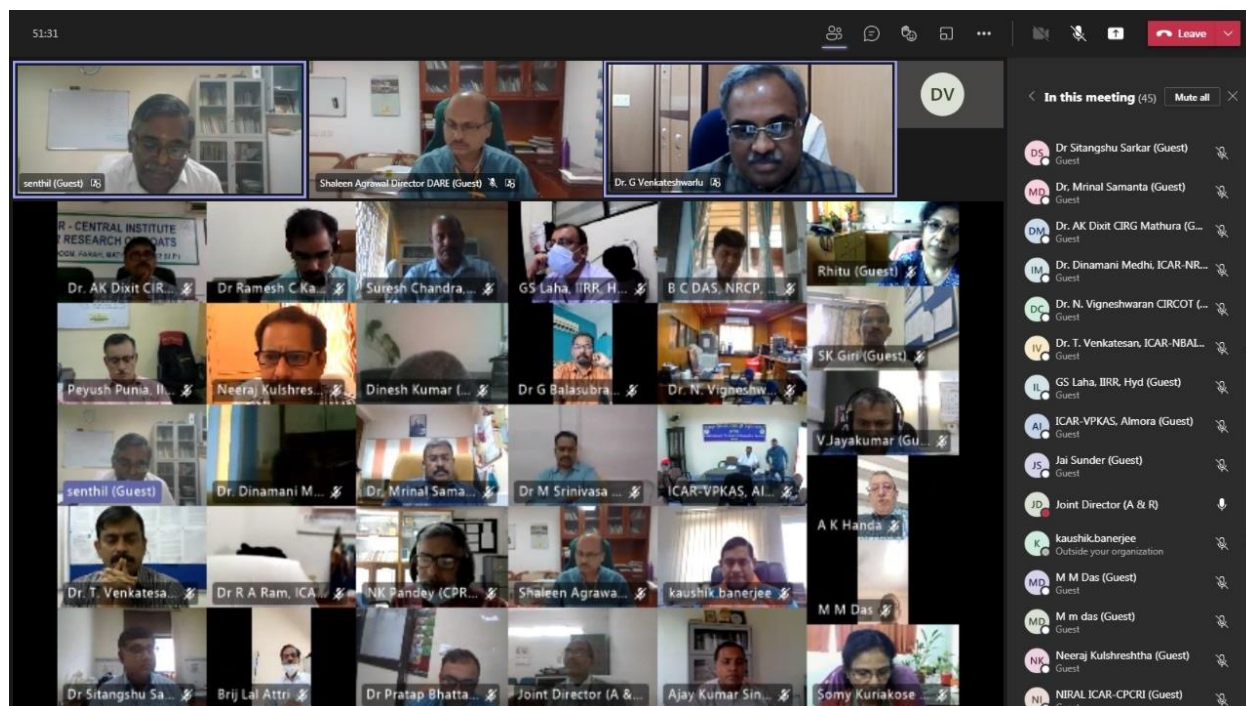 51:31
Leave
senthil (Guest)
Shaleen Agrawal Director DARE (Guest)
Dr. G Venkateshwarlu
DV
R - CENTRAL INSTITUTE
RESEARCH
Dr. AK Dixit CIR...
Dr Ramesh C Ka...
Suresh Chandra,...
GS Laha, IIRR, H...
B C DAS, NRCP, ...
Rhitu (Guest)
Peyush Punia, II...
Neeraj Kulshres...
Dinesh Kumar (...
Dr G Balasubra...
Dr. N. Vigneshw...
SK Giri (Guest)
V.Jayakumar (Gu...
senthil (Guest)
Dr. Dinamani M...
Dr. Mrinal Sama...
Dr M Srinivasa ...
ICAR-VPKAS, Al...
A K Handa
Dr. T. Venkatesa...
Dr R A Ram, ICA...
NK Pandey (CPR...
Shaleen Agrawa...
kaushik.banerjee
M M Das
Dr Sitangshu Sa...
Brij Lal Attri
Dr Pratap Bhatta...
Joint Director (A &...
Ajay Kumar Sin...
Somy Kuriakose ...
In this meeting (45)
Mute all
DS
Dr Sitangshu Sarkar (Guest)
Guest
MD
Dr. Mrinal Samanta (Guest)
Guest
DM
Dr. AK Dixit CIRG Mathura (G...
Guest
IM
Dr. Dinamani Medhi, ICAR-NR...
Guest
DC
Dr. N. Vigneshwaran CIRCOT (...
Guest
IV
Dr. T. Venkatesan, ICAR-NBAI...
Guest
IL
GS Laha, IIRR, Hyd (Guest)
Guest
AI
ICAR-VPKAS, Almora (Guest)
Guest
JS
Jai Sunder (Guest)
Guest
JD
Joint Director (A & R)
K
kaushik.banerjee
Outside your organization
MD
M M Das (Guest)
Guest
MD
M m das (Guest)
Guest
NK
Neeraj Kulshreshtha (Guest)
Guest
NI
NIRAL ICAR-CPCRI (Guest)